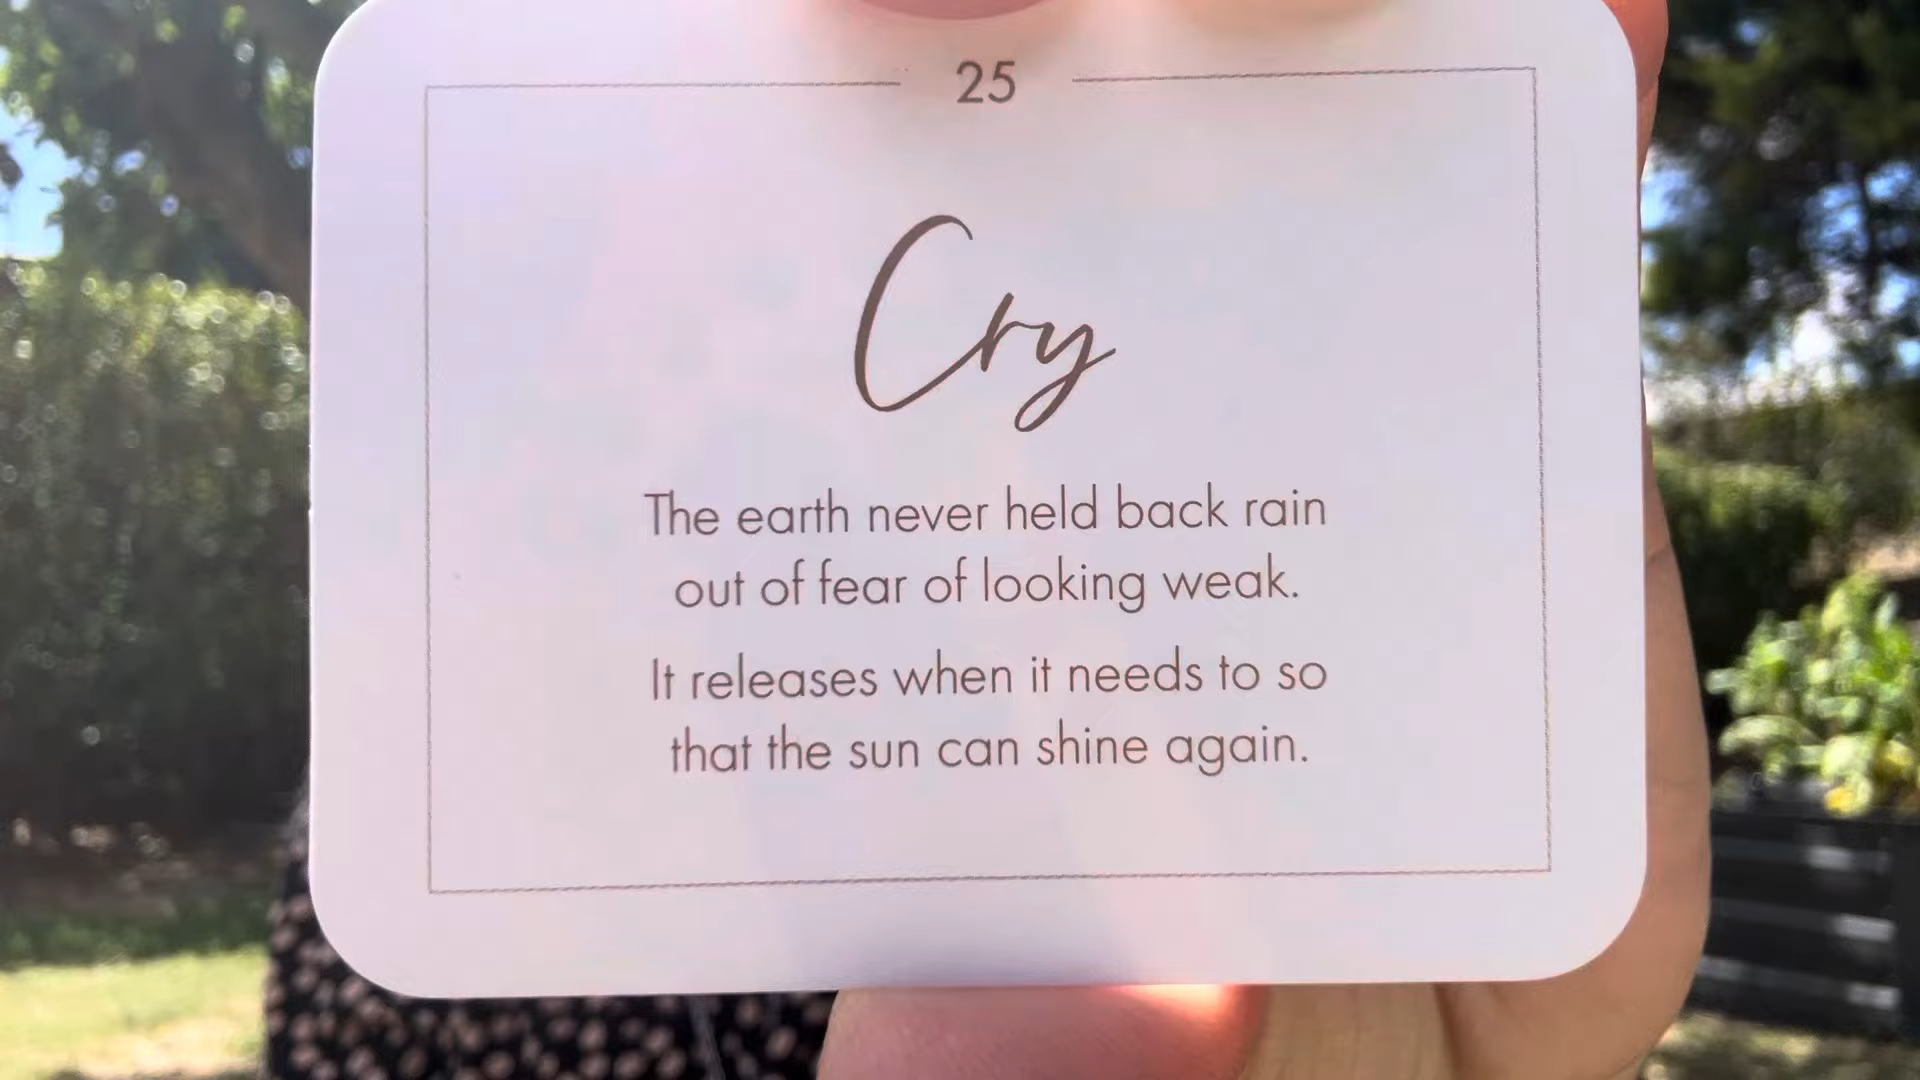 25
Cry
The earth never held back rain
out of fear of looking weak.
It releases when it needs to so
that the sun can shine again.